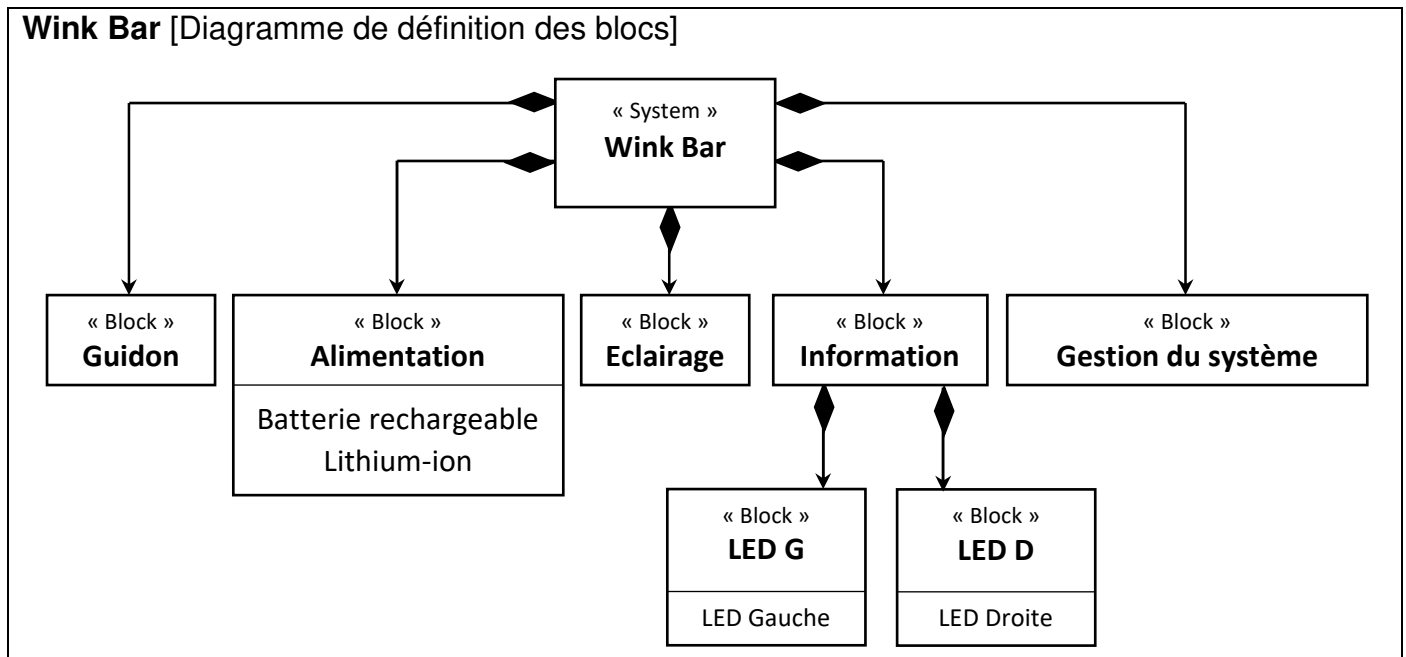 Wink Bar [Diagramme de définition des blocs]
« System »
Wink Bar
« Block »
Guidon
« Block »
Alimentation
Batterie rechargeable
Lithium-ion
« Block »
Eclairage
« Block »
Information
« Block »
Gestion du système
« Block »
LED G
LED Gauche
« Block »
LED D
LED Droite